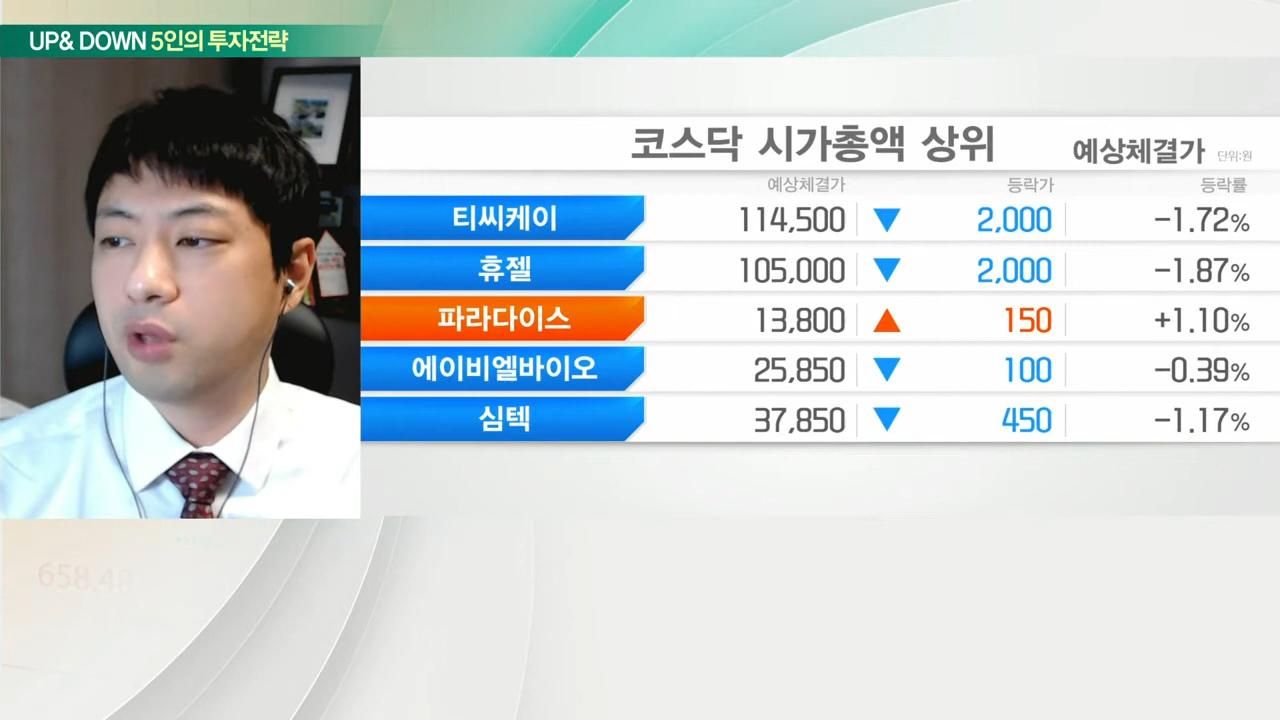 UP& DOWN 5인의 투자전략
코스닥 시가총액 상위 예상체결가 단위:원
예상체결가 등락가 등락률
티씨케이 114,500 ▼ 2,000 -1.72%
휴젤 105,000 ▼ 2,000 -1.87%
파라다이스 13,800 ▲ 150 +1.10%
에이비엘바이오 25,850 ▼ 100 -0.39%
심텍 37,850 ▼ 450 -1.17%